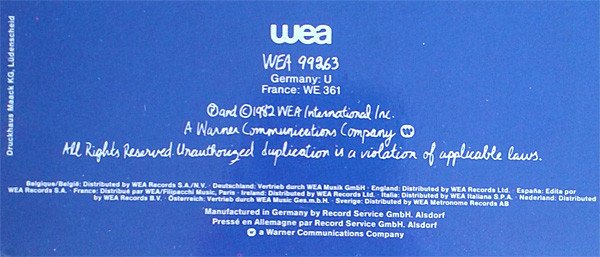 wea
WEA 99263
Germany: U
France: WE 361
Ⓟ and © 1982 WEA International Inc.
A Warner Communications Company
All Rights Reserved. Unauthorized duplication is a violation of applicable laws.
Belgique/België: Distributed by WEA Records S.A./N.V. · Deutschland: Vertrieb durch WEA Musik GmbH · England: Distributed by WEA Records Ltd. · España: Edita por
WEA Records S.A. · France: Distribué par WEA/Filipacchi Music, Paris · Ireland: Distributed by WEA Records Ltd. · Italia: Distributed by WEA Italiana S.P.A. · Nederland: Distributed
by WEA Records B.V. · Österreich: Vertrieb durch WEA Music Ges.m.b.H. · Sverige: Distributed by WEA Metronome Records AB
Manufactured in Germany by Record Service GmbH. Alsdorf
Pressé en Allemagne par Record Service GmbH. Alsdorf
a Warner Communications Company
Druckhaus Maack KG, Lüdenscheid